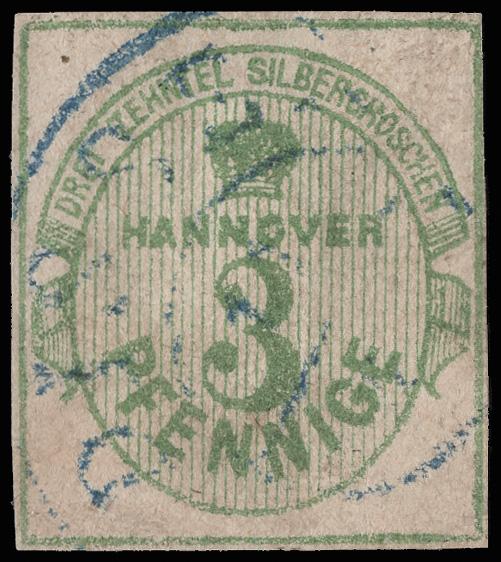 DREI ZEHNTEL SILBERGROSCHEN
HANNOVER
3
PFENNIGE